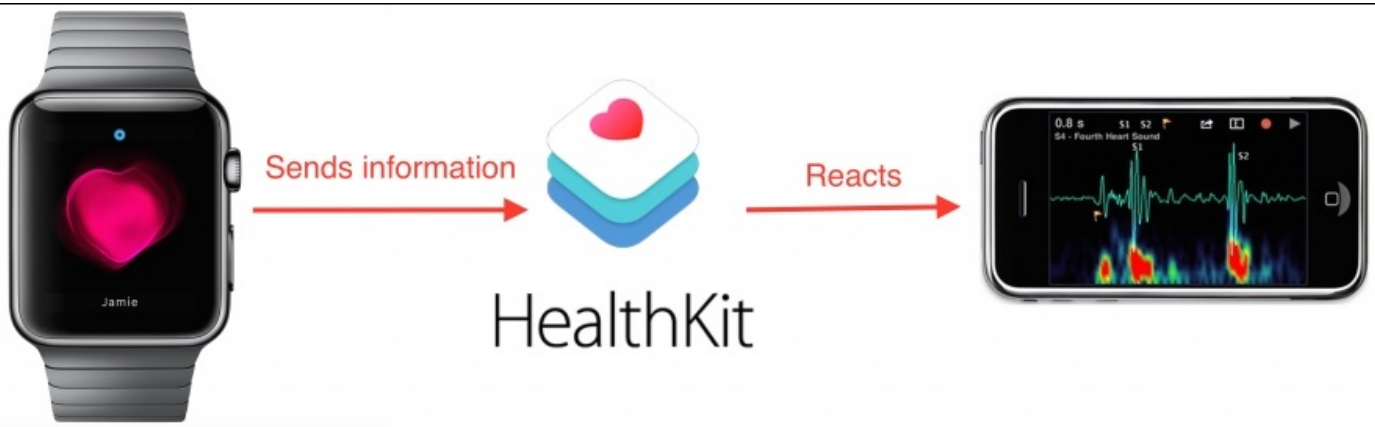 Jamie
Sends information
HealthKit
Reacts
0.8 s S1 S2 E
S4 - Fourth Heart Sound
S1
S2